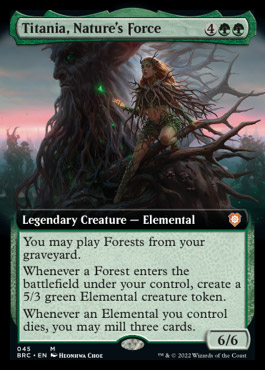 Titania, Nature's Force 4
Legendary Creature — Elemental
You may play Forests from your
graveyard.
Whenever a Forest enters the
battlefield under your control, create a
5/3 green Elemental creature token.
Whenever an Elemental you control
dies, you may mill three cards.
6/6
045 M
BRC • EN HEONHWA CHOE
™ & © 2022 Wizards of the Coast